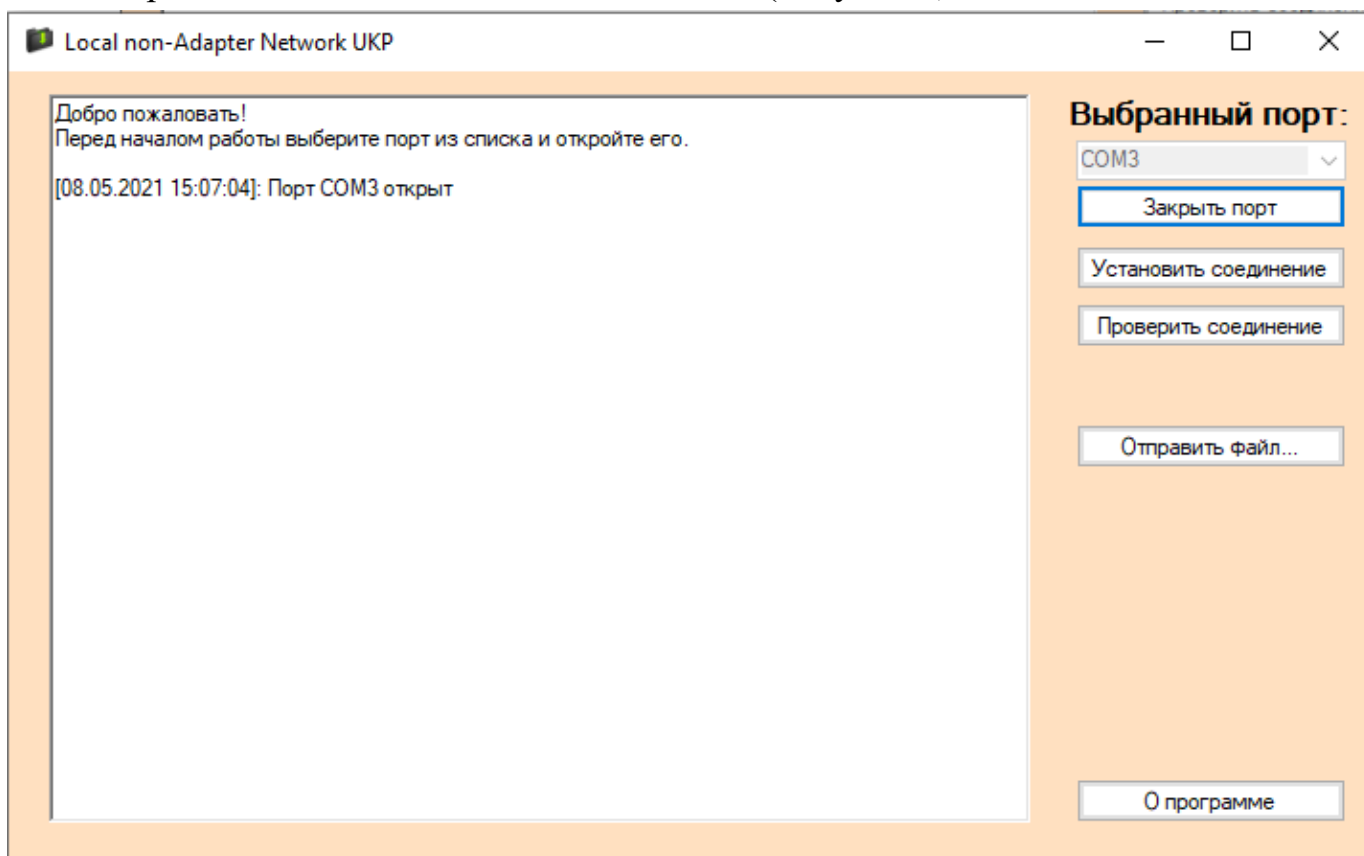 Local non-Adapter Network UKP
Добро пожаловать!
Перед началом работы выберите порт из списка и откройте его.
[08.05.2021 15:07:04]: Порт COM3 открыт
Выбранный порт:
COM3
Закрыть порт
Установить соединение
Проверить соединение
Отправить файл...
О программе